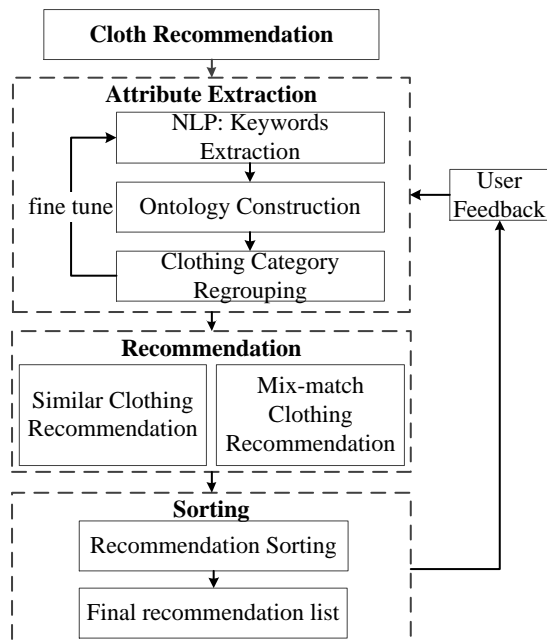 Cloth Recommendation
Attribute Extraction
NLP: Keywords
Extraction
fine tune
Ontology Construction
Clothing Category
Regrouping
User
Feedback
Recommendation
Similar Clothing
Recommendation
Mix-match
Clothing
Recommendation
Sorting
Recommendation Sorting
Final recommendation list